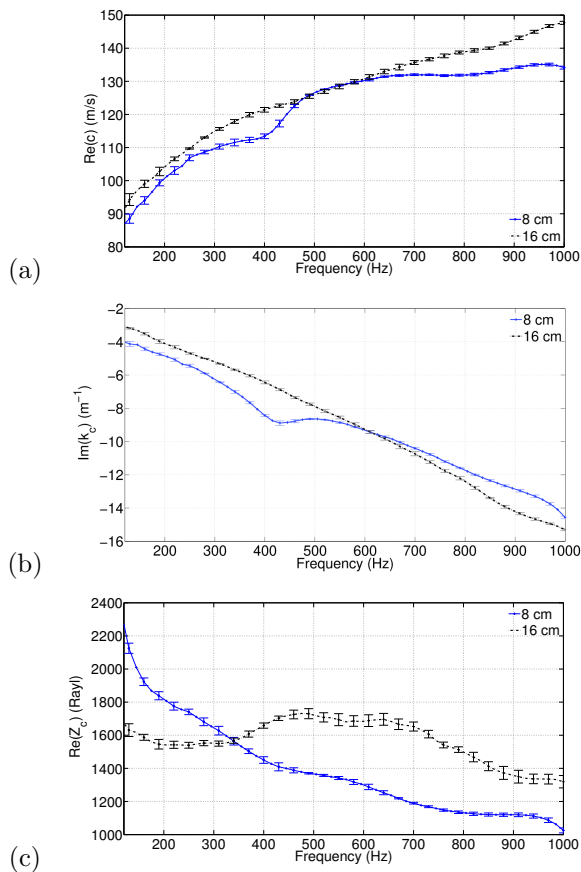 150
140
130
120
110
100
90
80
Re(c) (m/s)
200 300 400 500 600 700 800 900 1000
Frequency (Hz)
8 cm
16 cm
(a)
−2
−4
−6
−8
−10
−12
−14
−16
Im(k_c) (m⁻¹)
200 300 400 500 600 700 800 900 1000
Frequency (Hz)
8 cm
16 cm
(b)
2400
2200
2000
1800
1600
1400
1200
1000
Re(Z_c) (Rayl)
200 300 400 500 600 700 800 900 1000
Frequency (Hz)
8 cm
16 cm
(c)